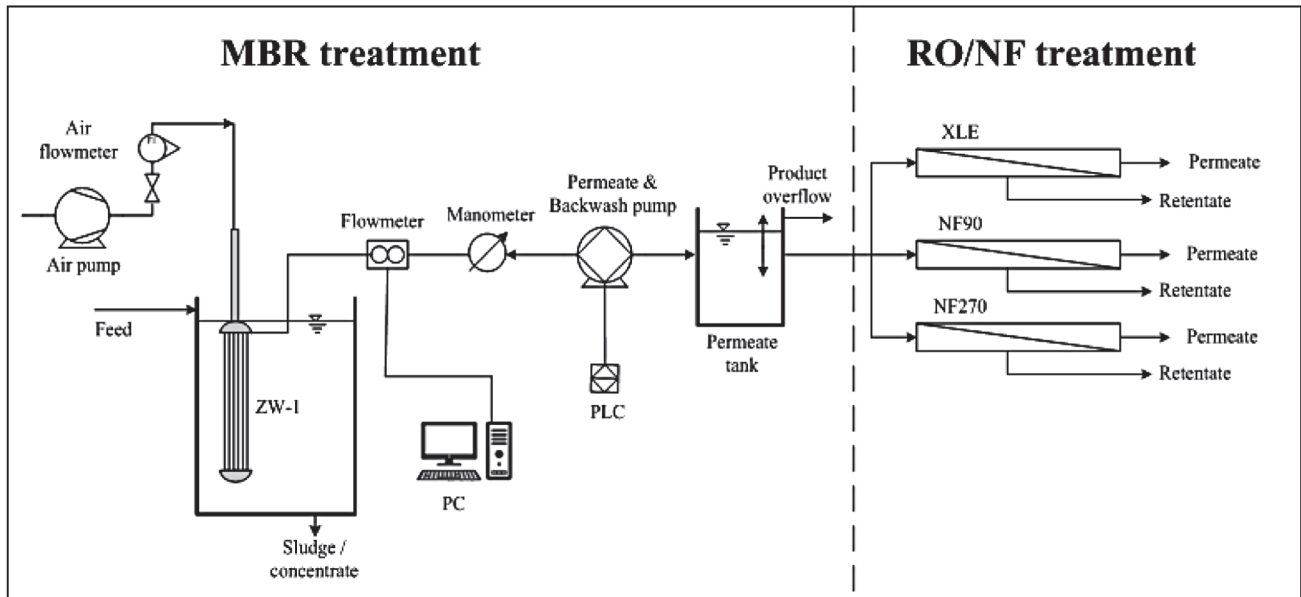 MBR treatment
RO/NF treatment
Air
flowmeter
FI
Air pump
Feed
ZW-1
Sludge /
concentrate
Flowmeter
Manometer
PC
Permeate &
Backwash pump
PLC
Product
overflow
Permeate
tank
XLE
Permeate
Retentate
NF90
Permeate
Retentate
NF270
Permeate
Retentate